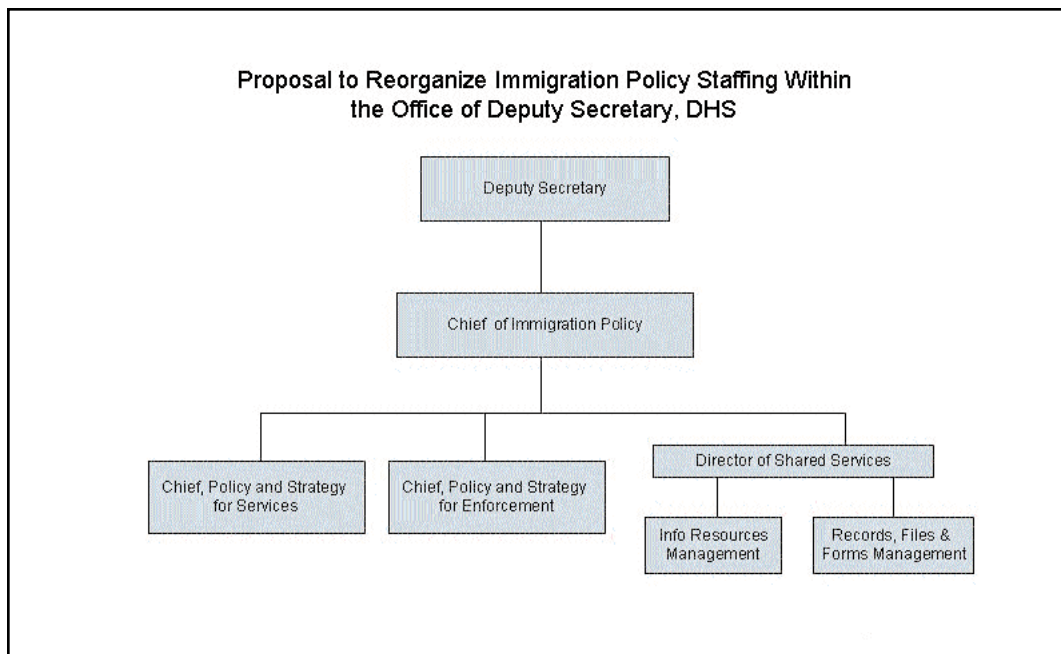 Proposal to Reorganize Immigration Policy Staffing Within
the Office of Deputy Secretary, DHS
Deputy Secretary
Chief of Immigration Policy
Chief, Policy and Strategy
for Services
Chief, Policy and Strategy
for Enforcement
Director of Shared Services
Info Resources
Management
Records, Files &
Forms Management